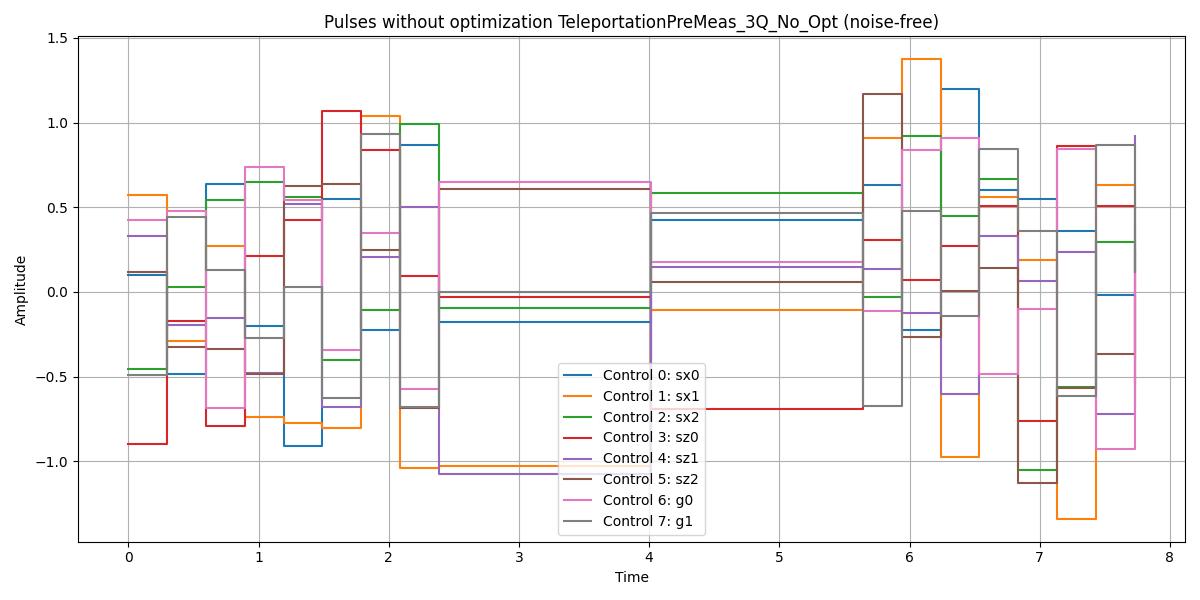 Pulses without optimization TeleportationPreMeas_3Q_No_Opt (noise-free)
Amplitude
1.5
1.0
0.5
0.0
−0.5
−1.0
Control 0: sx0
Control 1: sx1
Control 2: sx2
Control 3: sz0
Control 4: sz1
Control 5: sz2
Control 6: g0
Control 7: g1
0 1 2 3 4 5 6 7 8
Time